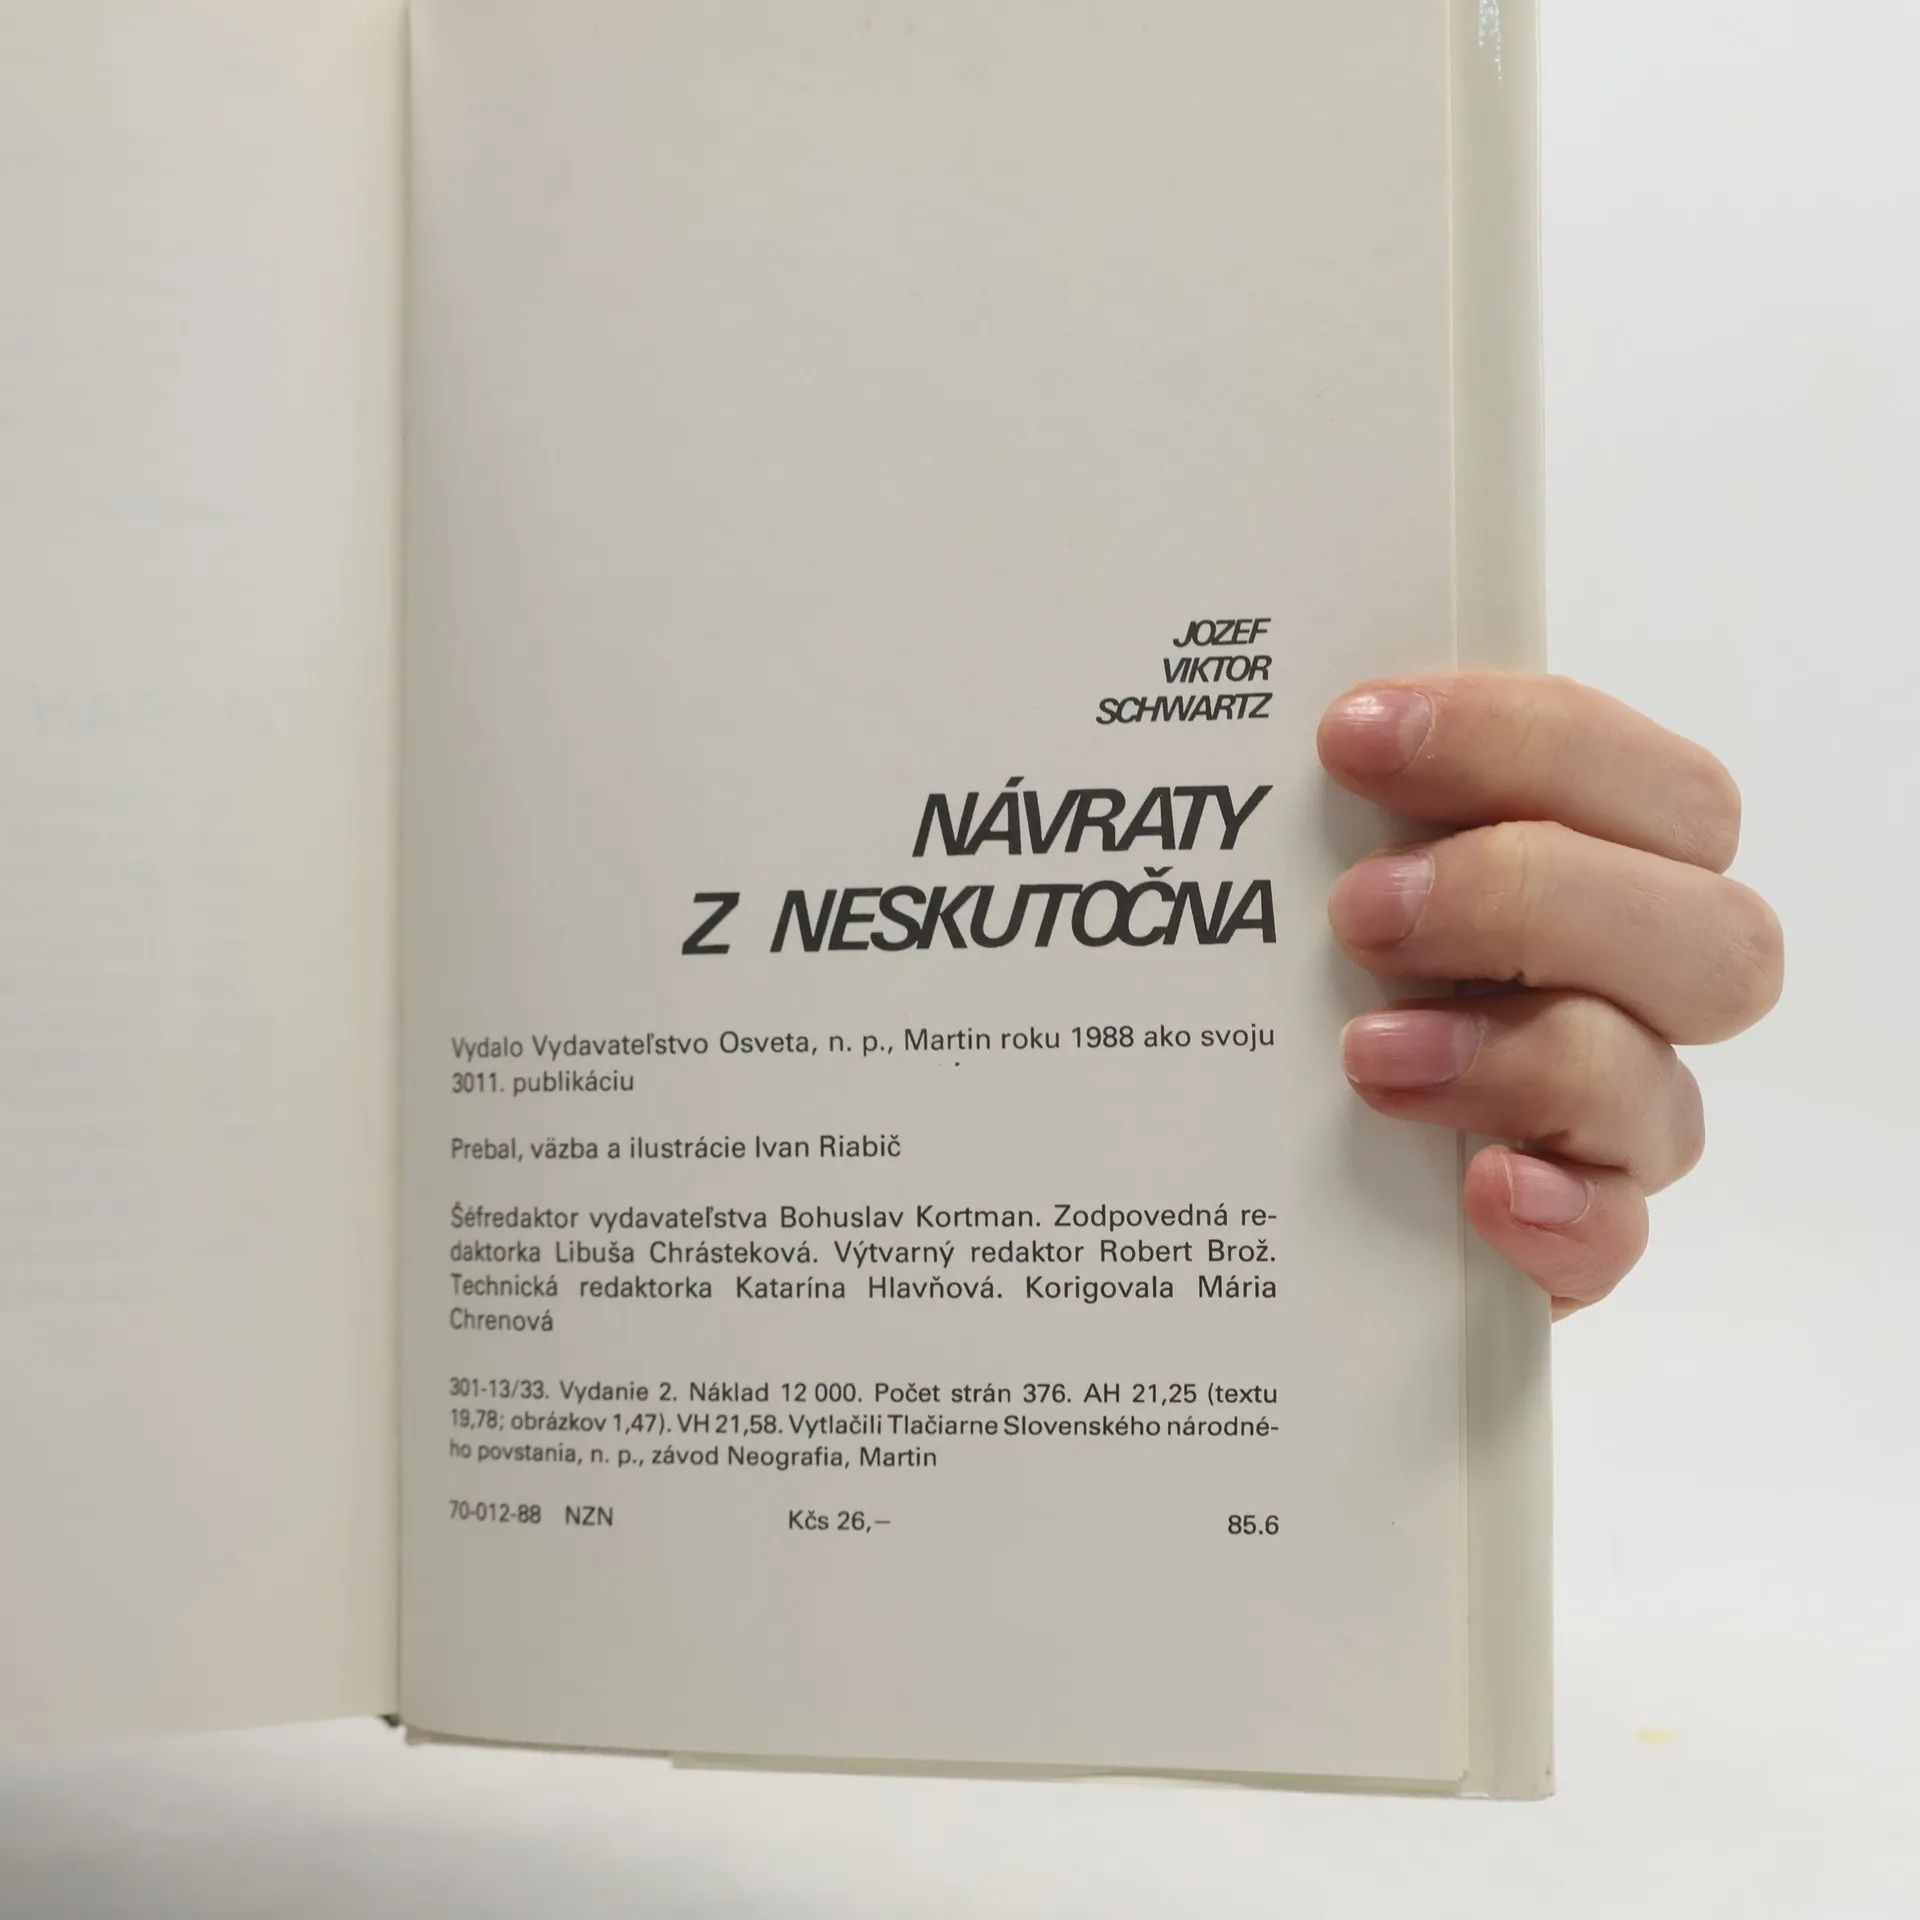 JOZEF
VIKTOR
SCHWARTZ
NÁVRATY
Z NESKUTOČNA
Vydalo Vydavateľstvo Osveta, n. p., Martin roku 1988 ako svoju
3011. publikáciu
Prebal, väzba a ilustrácie Ivan Riabič
Šéfredaktor vydavateľstva Bohuslav Kortman. Zodpovedná re-
daktorka Libuša Chrásteková. Výtvarný redaktor Robert Brož.
Technická redaktorka Katarína Hlavňová. Korigovala Mária
Chrenová
301-13/33. Vydanie 2. Náklad 12 000. Počet strán 376. AH 21,25 (textu
19,78; obrázkov 1,47). VH 21,58. Vytlačili Tlačiarne Slovenského národné-
ho povstania, n. p., závod Neografia, Martin
70-012-88 NZN Kčs 26,— 85.6